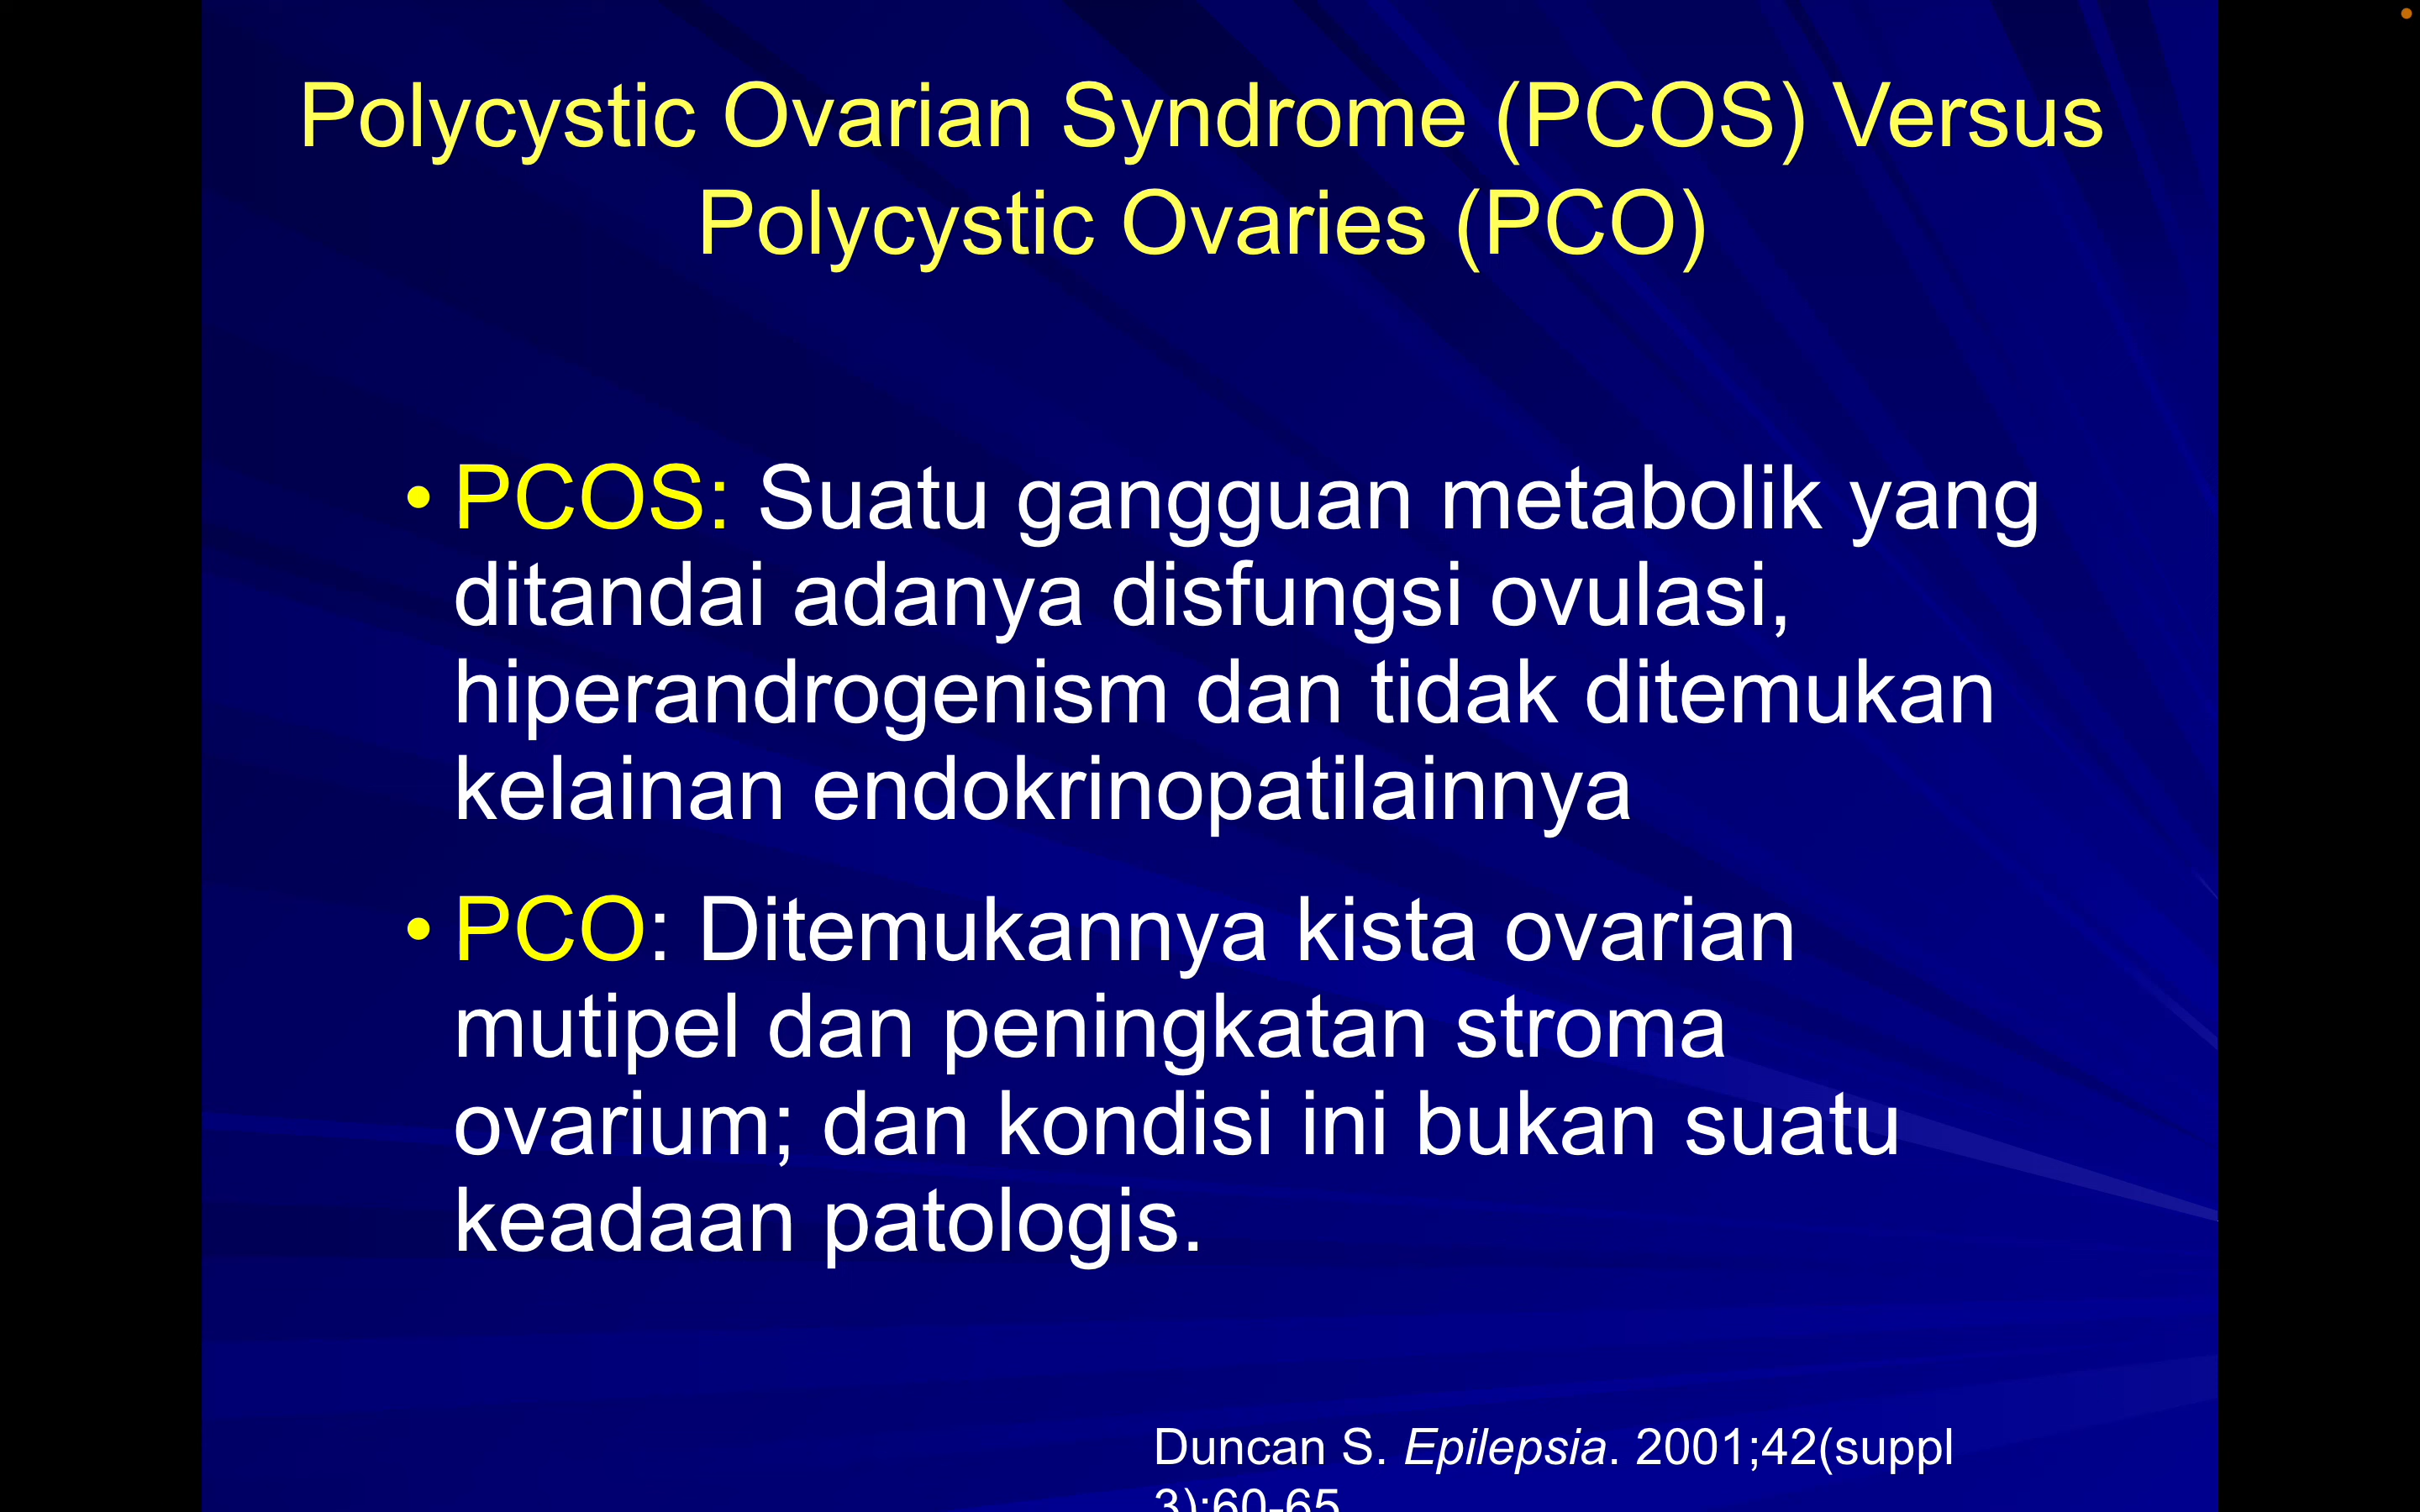 Polycystic Ovarian Syndrome (PCOS) Versus
Polycystic Ovaries (PCO)
• PCOS: Suatu gangguan metabolik yang
ditandai adanya disfungsi ovulasi,
hiperandrogenism dan tidak ditemukan
kelainan endokrinopatilainnya
• PCO: Ditemukannya kista ovarian
mutipel dan peningkatan stroma
ovarium; dan kondisi ini bukan suatu
keadaan patologis.
Duncan S. Epilepsia. 2001;42(suppl
3):60-65